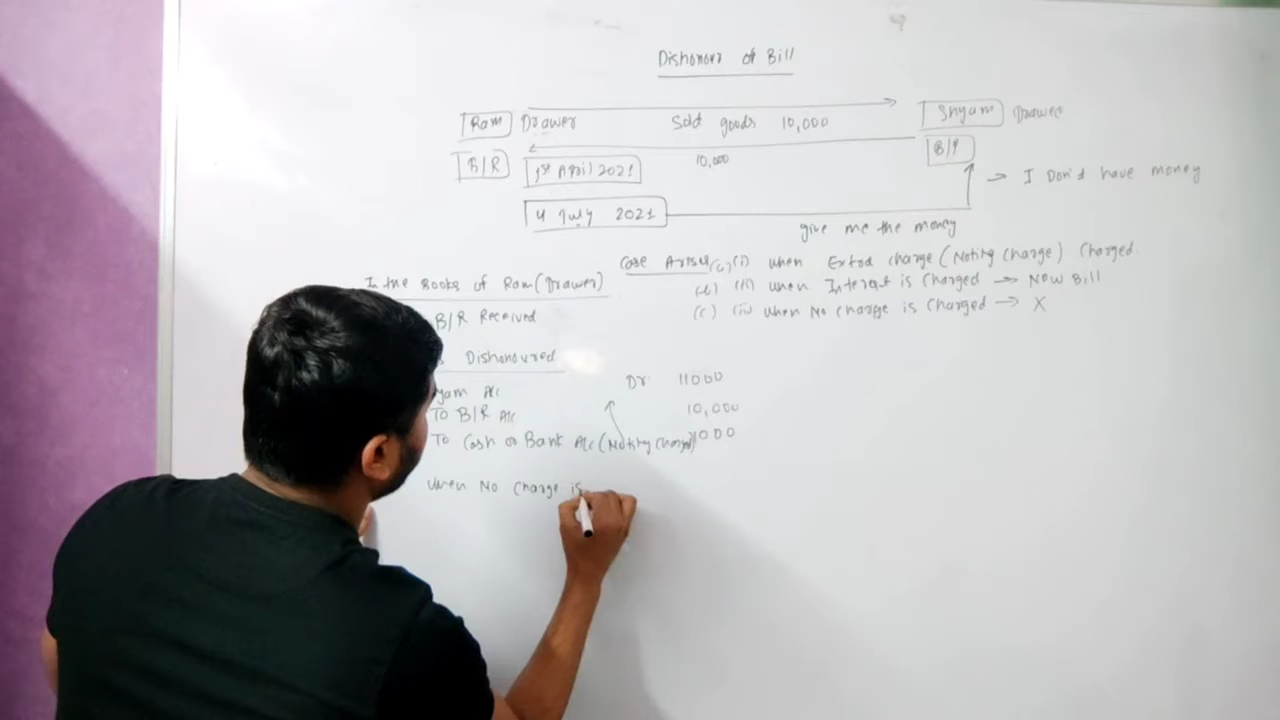 Dishonour of Bill
Ram Drawer Sold goods 10,000 Shyam Drawee
B/R 1st April 2021 10,000 B/P
I Don't have money
4 July 2021
give me the money
Case Arises (a) (i) when Extra charge (Noting Charge) Charged.
In the Books of Ram (Drawer)
(ii) when Interest is Charged → New Bill
B/R Received
(c) when No charge is Charged → X
Dishonoured
yam A/c Dr. 11000
To B/R A/c 10,000
To Cash or Bank A/c (Noting Charge) 1000
When No Charge is